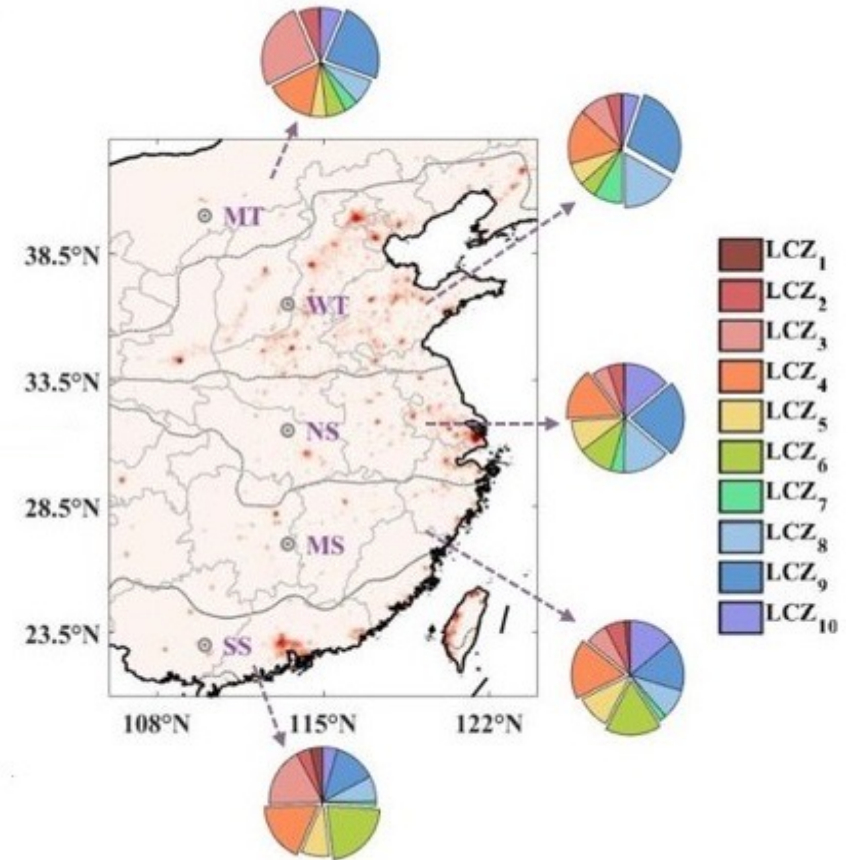 MT
38.5°N
WT
33.5°N
NS
28.5°N
MS
23.5°N
SS
108°N
115°N
122°N
LCZ₁
LCZ₂
LCZ₃
LCZ₄
LCZ₅
LCZ₆
LCZ₇
LCZ₈
LCZ₉
LCZ₁₀